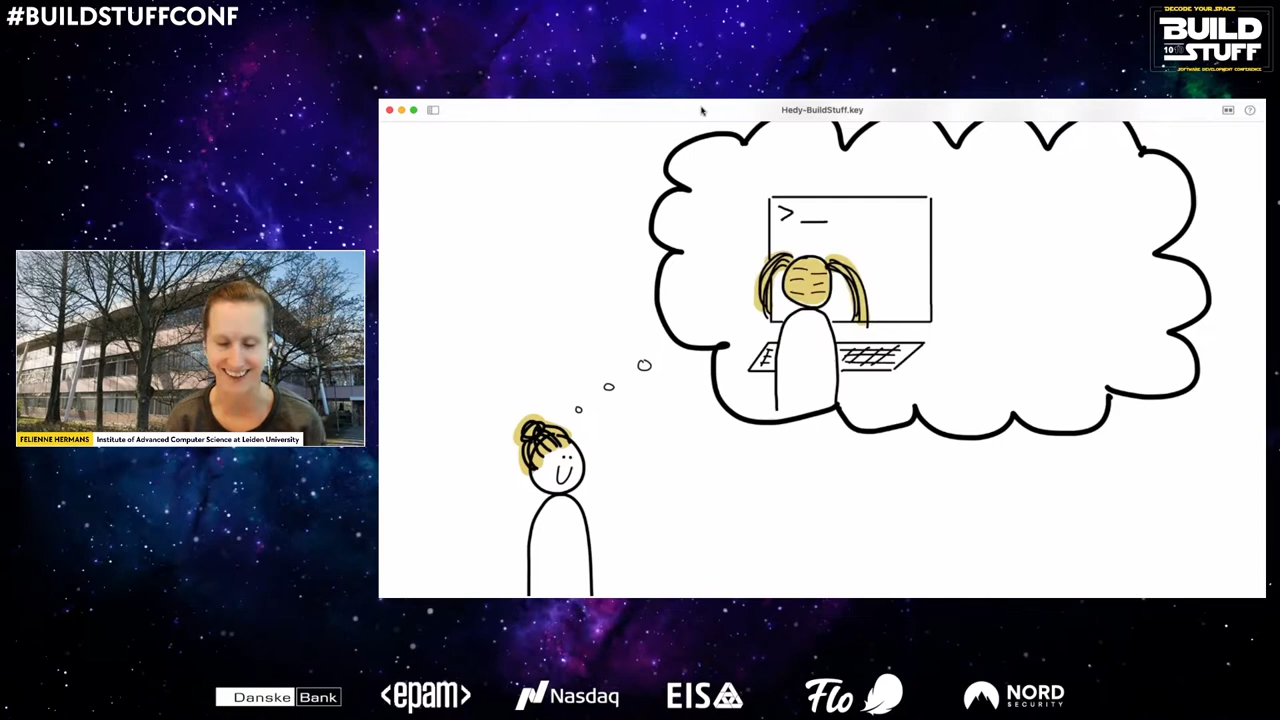 #BUILDSTUFFCONF
DECODE YOUR SPACE
BUILD
STUFF
SOFTWARE DEVELOPMENT CONFERENCE
Hedy-BuildStuff.key
>_
FELIENNE HERMANS Institute of Advanced Computer Science at Leiden University
Danske Bank
<epam>
Nasdaq
EIS
Flo
NORD
SECURITY